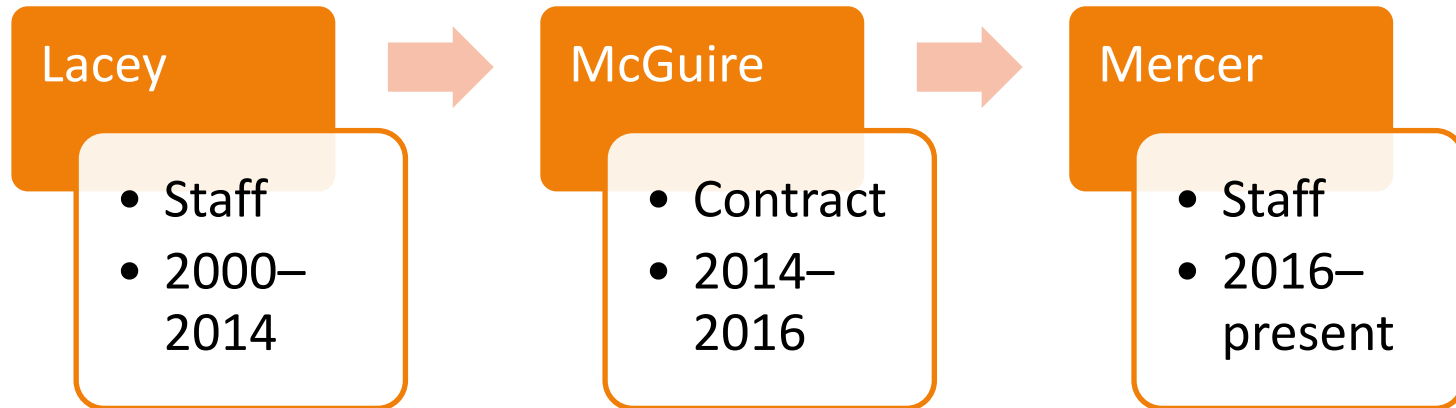 Lacey
• Staff
• 2000–
2014
McGuire
• Contract
• 2014–
2016
Mercer
• Staff
• 2016–
present